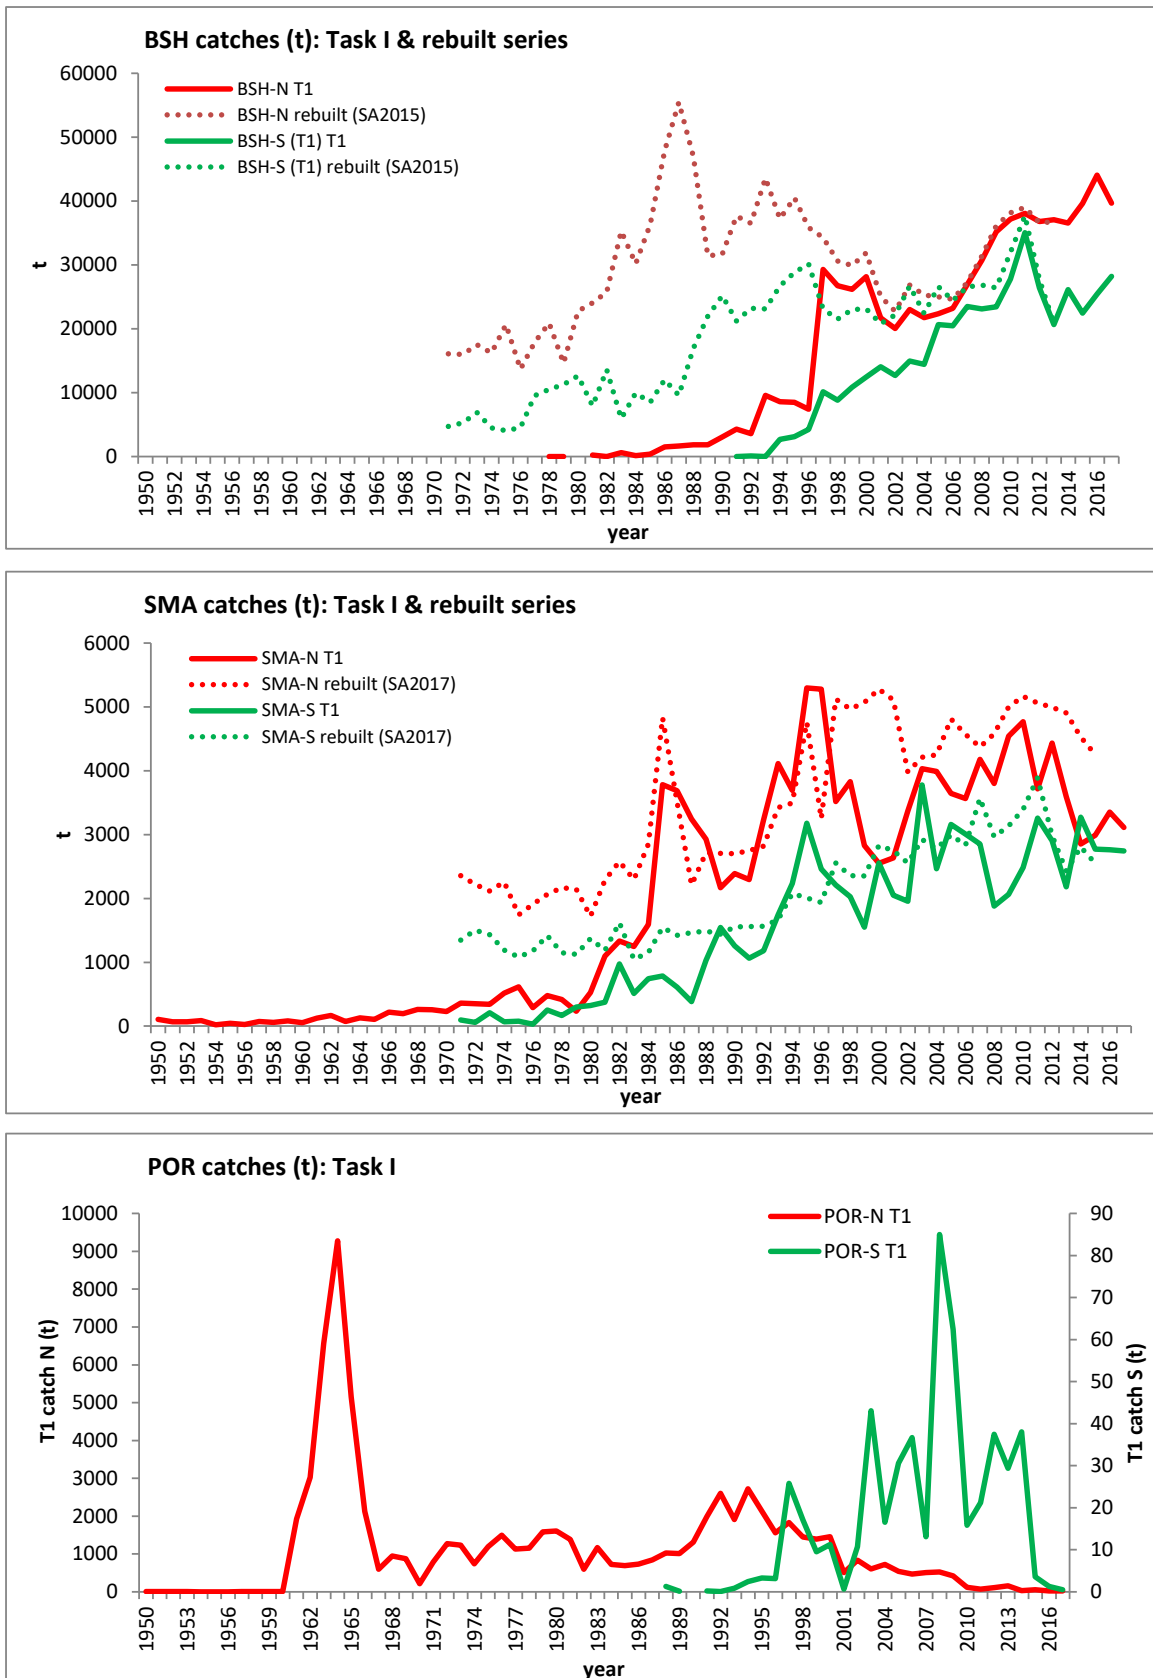 BSH catches (t): Task I & rebuilt series
60000
50000
40000
30000
20000
10000
0
t
BSH-N T1
BSH-N rebuilt (SA2015)
BSH-S (T1) T1
BSH-S (T1) rebuilt (SA2015)
1950 1952 1954 1956 1958 1960 1962 1964 1966 1968 1970 1972 1974 1976 1978 1980 1982 1984 1986 1988 1990 1992 1994 1996 1998 2000 2002 2004 2006 2008 2010 2012 2014 2016
year
SMA catches (t): Task I & rebuilt series
6000
5000
4000
3000
2000
1000
0
t
SMA-N T1
SMA-N rebuilt (SA2017)
SMA-S T1
SMA-S rebuilt (SA2017)
1950 1952 1954 1956 1958 1960 1962 1964 1966 1968 1970 1972 1974 1976 1978 1980 1982 1984 1986 1988 1990 1992 1994 1996 1998 2000 2002 2004 2006 2008 2010 2012 2014 2016
year
POR catches (t): Task I
10000
9000
8000
7000
6000
5000
4000
3000
2000
1000
0
T1 catch N (t)
POR-N T1
POR-S T1
90
80
70
60
50
40
30
20
10
0
T1 catch S (t)
1950 1953 1956 1959 1962 1965 1968 1971 1974 1977 1980 1983 1986 1989 1992 1995 1998 2001 2004 2007 2010 2013 2016
year